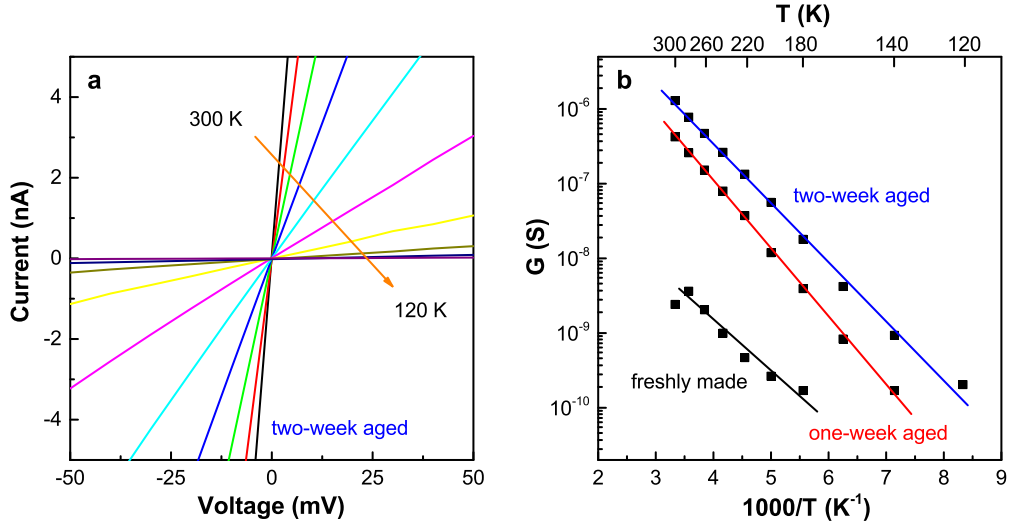 a
300 K
120 K
two-week aged
4
2
0
-2
-4
Current (nA)
-50
-25
0
25
50
Voltage (mV)
T (K)
300 260 220 180 140 120
b
10⁻⁶
10⁻⁷
10⁻⁸
10⁻⁹
10⁻¹⁰
G (S)
two-week aged
freshly made
one-week aged
2 3 4 5 6 7 8 9
1000/T (K⁻¹)